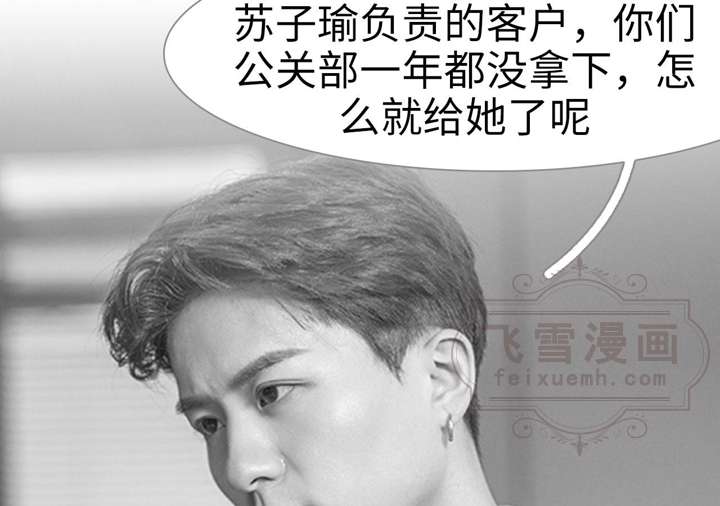 苏子瑜负责的客户，你们
公关部一年都没拿下，怎
么就给她了呢
飞雪漫画
feixuemh.com